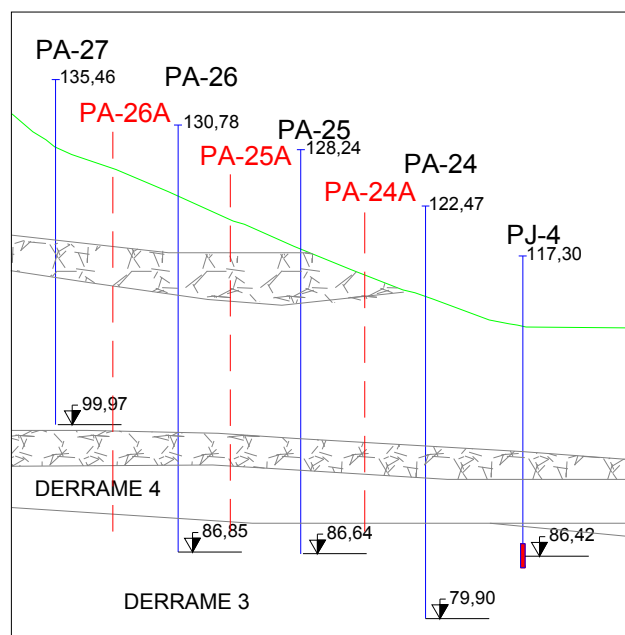 PA-27
135,46
PA-26
130,78
PA-26A
PA-25
128,24
PA-25A
PA-24
122,47
PA-24A
PJ-4
117,30
99,97
DERRAME 4
86,85
86,64
86,42
79,90
DERRAME 3